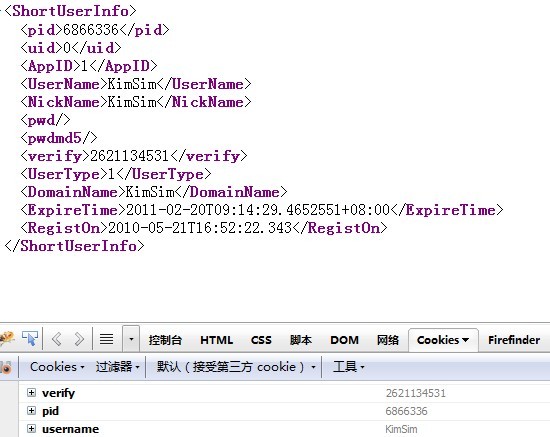 <ShortUserInfo>
<pid>6866336</pid>
<uid>0</uid>
<AppID>1</AppID>
<UserName>KimSim</UserName>
<NickName>KimSim</NickName>
<pwd/>
<pwdmd5/>
<verify>2621134531</verify>
<UserType>1</UserType>
<DomainName>KimSim</DomainName>
<ExpireTime>2011-02-20T09:14:29.4652551+08:00</ExpireTime>
<RegistOn>2010-05-21T16:52:22.343</RegistOn>
</ShortUserInfo>
控制台 HTML CSS 脚本 DOM 网络 Cookies Firefinder
Cookies 过滤器 默认（接受第三方 cookie） 工具
verify 2621134531
pid 6866336
username KimSim